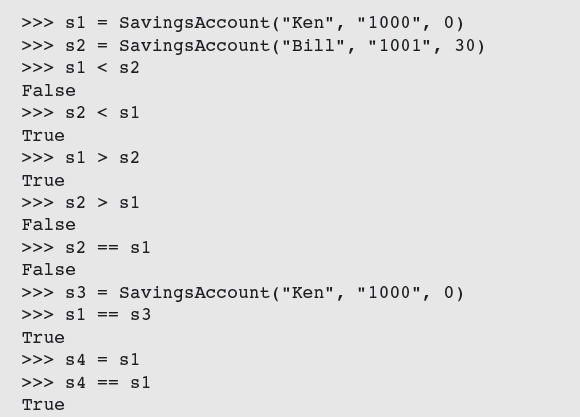 >>> s1 = SavingsAccount("Ken", "1000", 0)
>>> s2 = SavingsAccount("Bill", "1001", 30)
>>> s1 < s2
False
>>> s2 < s1
True
>>> s1 > s2
True
>>> s2 > s1
False
>>> s2 == s1
False
>>> s3 = SavingsAccount("Ken", "1000", 0)
>>> s1 == s3
True
>>> s4 = s1
>>> s4 == s1
True